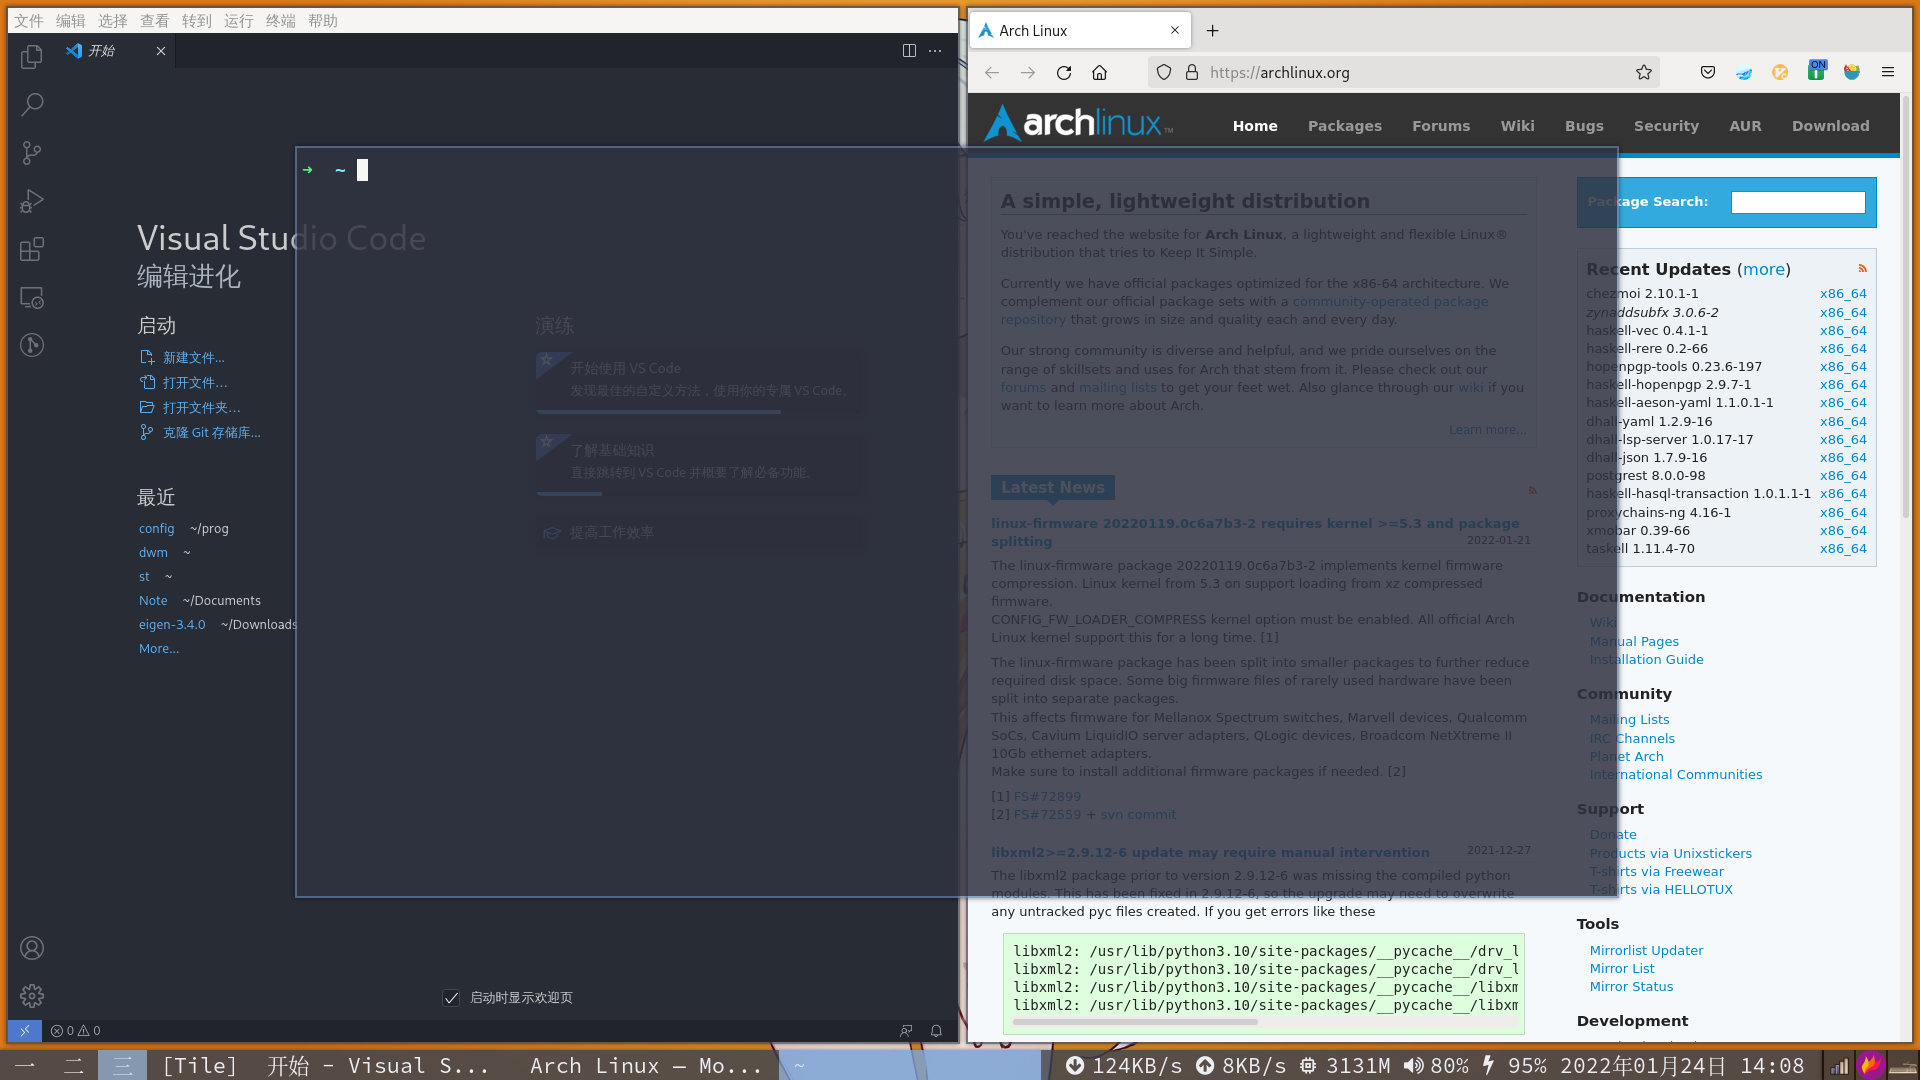 文件 编辑 选择 查看 转到 运行 终端 帮助
开始
Visual Studio Code
编辑进化
启动
新建文件...
打开文件...
打开文件夹...
克隆 Git 存储库...
最近
config ~/prog
dwm ~
st ~
Note ~/Documents
eigen-3.4.0 ~/Downloads
More...
演练
开始使用 VS Code
发现最佳的自定义方法，使用你的专属 VS Code。
了解基础知识
直接跳转到 VS Code 并概要了解必备功能。
提高工作效率
启动时显示欢迎页
0 0
➜ ~
Arch Linux
https://archlinux.org
ON
archlinux™
Home Packages Forums Wiki Bugs Security AUR Download
A simple, lightweight distribution
You've reached the website for Arch Linux, a lightweight and flexible Linux®
distribution that tries to Keep It Simple.
Currently we have official packages optimized for the x86-64 architecture. We
complement our official package sets with a community-operated package
repository that grows in size and quality each and every day.
Our strong community is diverse and helpful, and we pride ourselves on the
range of skillsets and uses for Arch that stem from it. Please check out our
forums and mailing lists to get your feet wet. Also glance through our wiki if you
want to learn more about Arch.
Learn more...
Latest News
linux-firmware 20220119.0c6a7b3-2 requires kernel >=5.3 and package
splitting
2022-01-21
The linux-firmware package 20220119.0c6a7b3-2 implements kernel firmware
compression. Linux kernel from 5.3 on support loading from xz compressed
firmware.
CONFIG_FW_LOADER_COMPRESS kernel option must be enabled. All official Arch
Linux kernel support this for a long time. [1]
The linux-firmware package has been split into smaller packages to further reduce
required disk space. Some big firmware files of rarely used hardware have been
split into separate packages.
This affects firmware for Mellanox Spectrum switches, Marvell devices, Qualcomm
SoCs, Cavium LiquidIO server adapters, QLogic devices, Broadcom NetXtreme II
10Gb ethernet adapters.
Make sure to install additional firmware packages if needed. [2]
[1] FS#72899
[2] FS#72559 + svn commit
libxml2>=2.9.12-6 update may require manual intervention
2021-12-27
The libxml2 package prior to version 2.9.12-6 was missing the compiled python
modules. This has been fixed in 2.9.12-6, so the upgrade may need to overwrite
any untracked pyc files created. If you get errors like these
libxml2: /usr/lib/python3.10/site-packages/__pycache__/drv_l
libxml2: /usr/lib/python3.10/site-packages/__pycache__/drv_l
libxml2: /usr/lib/python3.10/site-packages/__pycache__/libxm
libxml2: /usr/lib/python3.10/site-packages/__pycache__/libxm
Package Search:
Recent Updates (more)
chezmoi 2.10.1-1 x86_64
zynaddsubfx 3.0.6-2 x86_64
haskell-vec 0.4.1-1 x86_64
haskell-rere 0.2-66 x86_64
hopenpgp-tools 0.23.6-197 x86_64
haskell-hopenpgp 2.9.7-1 x86_64
haskell-aeson-yaml 1.1.0.1-1 x86_64
dhall-yaml 1.2.9-16 x86_64
dhall-lsp-server 1.0.17-17 x86_64
dhall-json 1.7.9-16 x86_64
postgrest 8.0.0-98 x86_64
haskell-hasql-transaction 1.0.1.1-1 x86_64
proxychains-ng 4.16-1 x86_64
xmobar 0.39-66 x86_64
taskell 1.11.4-70 x86_64
Documentation
Wiki
Manual Pages
Installation Guide
Community
Mailing Lists
IRC Channels
Planet Arch
International Communities
Support
Donate
Products via Unixstickers
T-shirts via Freewear
T-shirts via HELLOTUX
Tools
Mirrorlist Updater
Mirror List
Mirror Status
Development
一 二 三 [Tile] 开始 - Visual S... Arch Linux — Mo... ~ 124KB/s 8KB/s 3131M 80% 95% 2022年01月24日 14:08